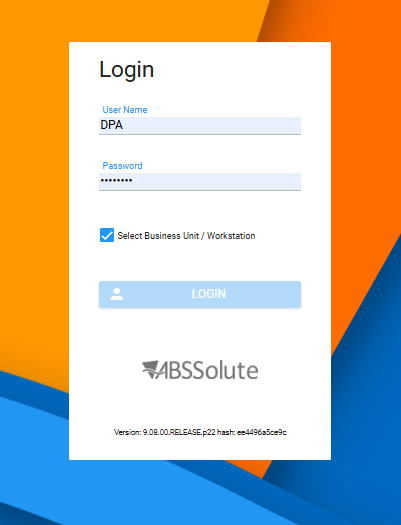 Login
User Name
DPA
Password
••••••••
Select Business Unit / Workstation
LOGIN
ABSSolute
Version: 9.08.00.RELEASE.p22 hash: ee4496a5ce9c